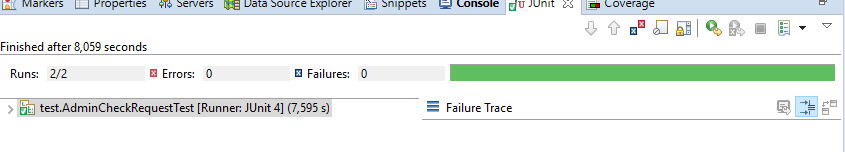 Markers Properties Servers Data Source Explorer Snippets Console JUnit Coverage
Finished after 8,059 seconds
Runs: 2/2 Errors: 0 Failures: 0
test.AdminCheckRequestTest [Runner: JUnit 4] (7,595 s) Failure Trace